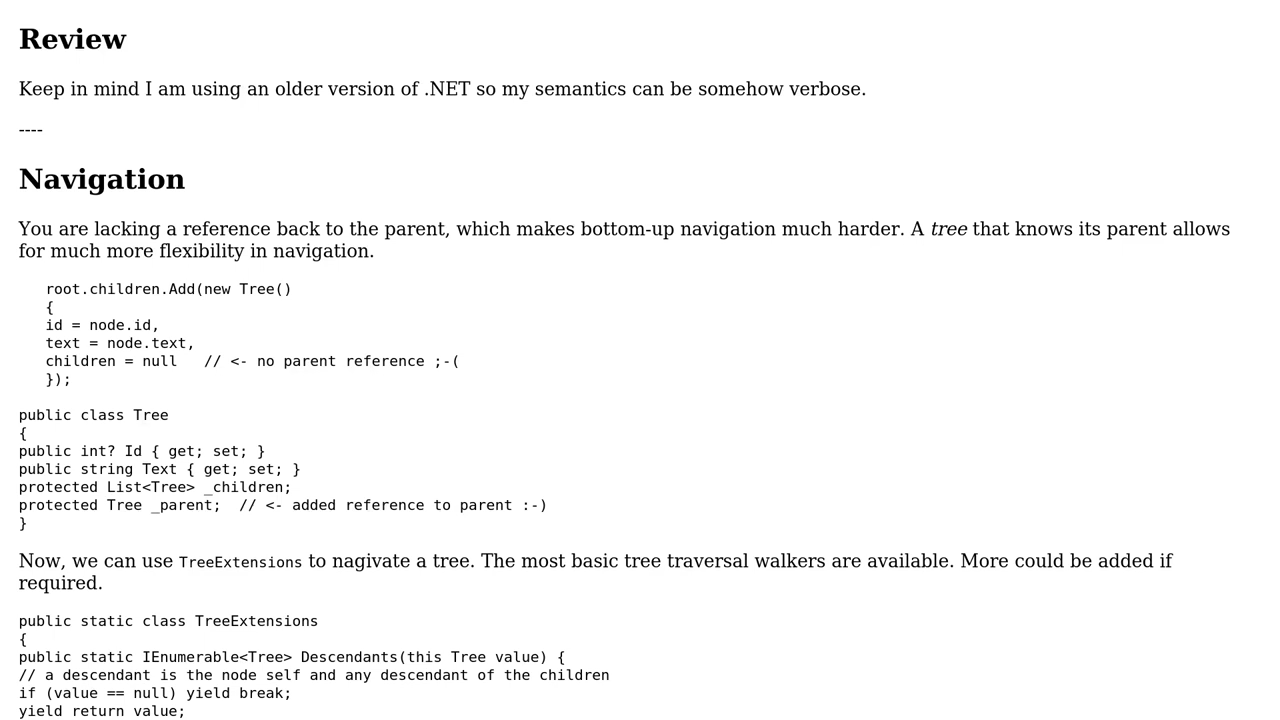 Review
Keep in mind I am using an older version of .NET so my semantics can be somehow verbose.
----
Navigation
You are lacking a reference back to the parent, which makes bottom-up navigation much harder. A tree that knows its parent allows
for much more flexibility in navigation.
root.children.Add(new Tree()
{
id = node.id,
text = node.text,
children = null   // <- no parent reference ;-(
});
public class Tree
{
public int? Id { get; set; }
public string Text { get; set; }
protected List<Tree> _children;
protected Tree _parent;  // <- added reference to parent :-)
}
Now, we can use TreeExtensions to nagivate a tree. The most basic tree traversal walkers are available. More could be added if
required.
public static class TreeExtensions
{
public static IEnumerable<Tree> Descendants(this Tree value) {
// a descendant is the node self and any descendant of the children
if (value == null) yield break;
yield return value;